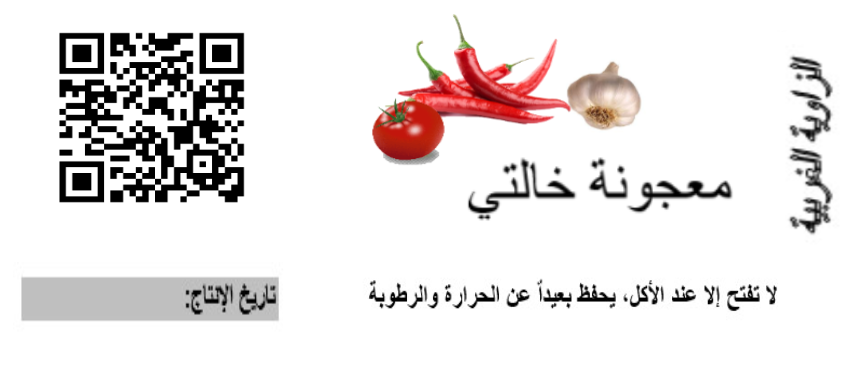 معجونة خالتي
الزاوية الغربية
لا تفتح إلا عند الأكل، يحفظ بعيداً عن الحرارة والرطوبة
تاريخ الإنتاج: